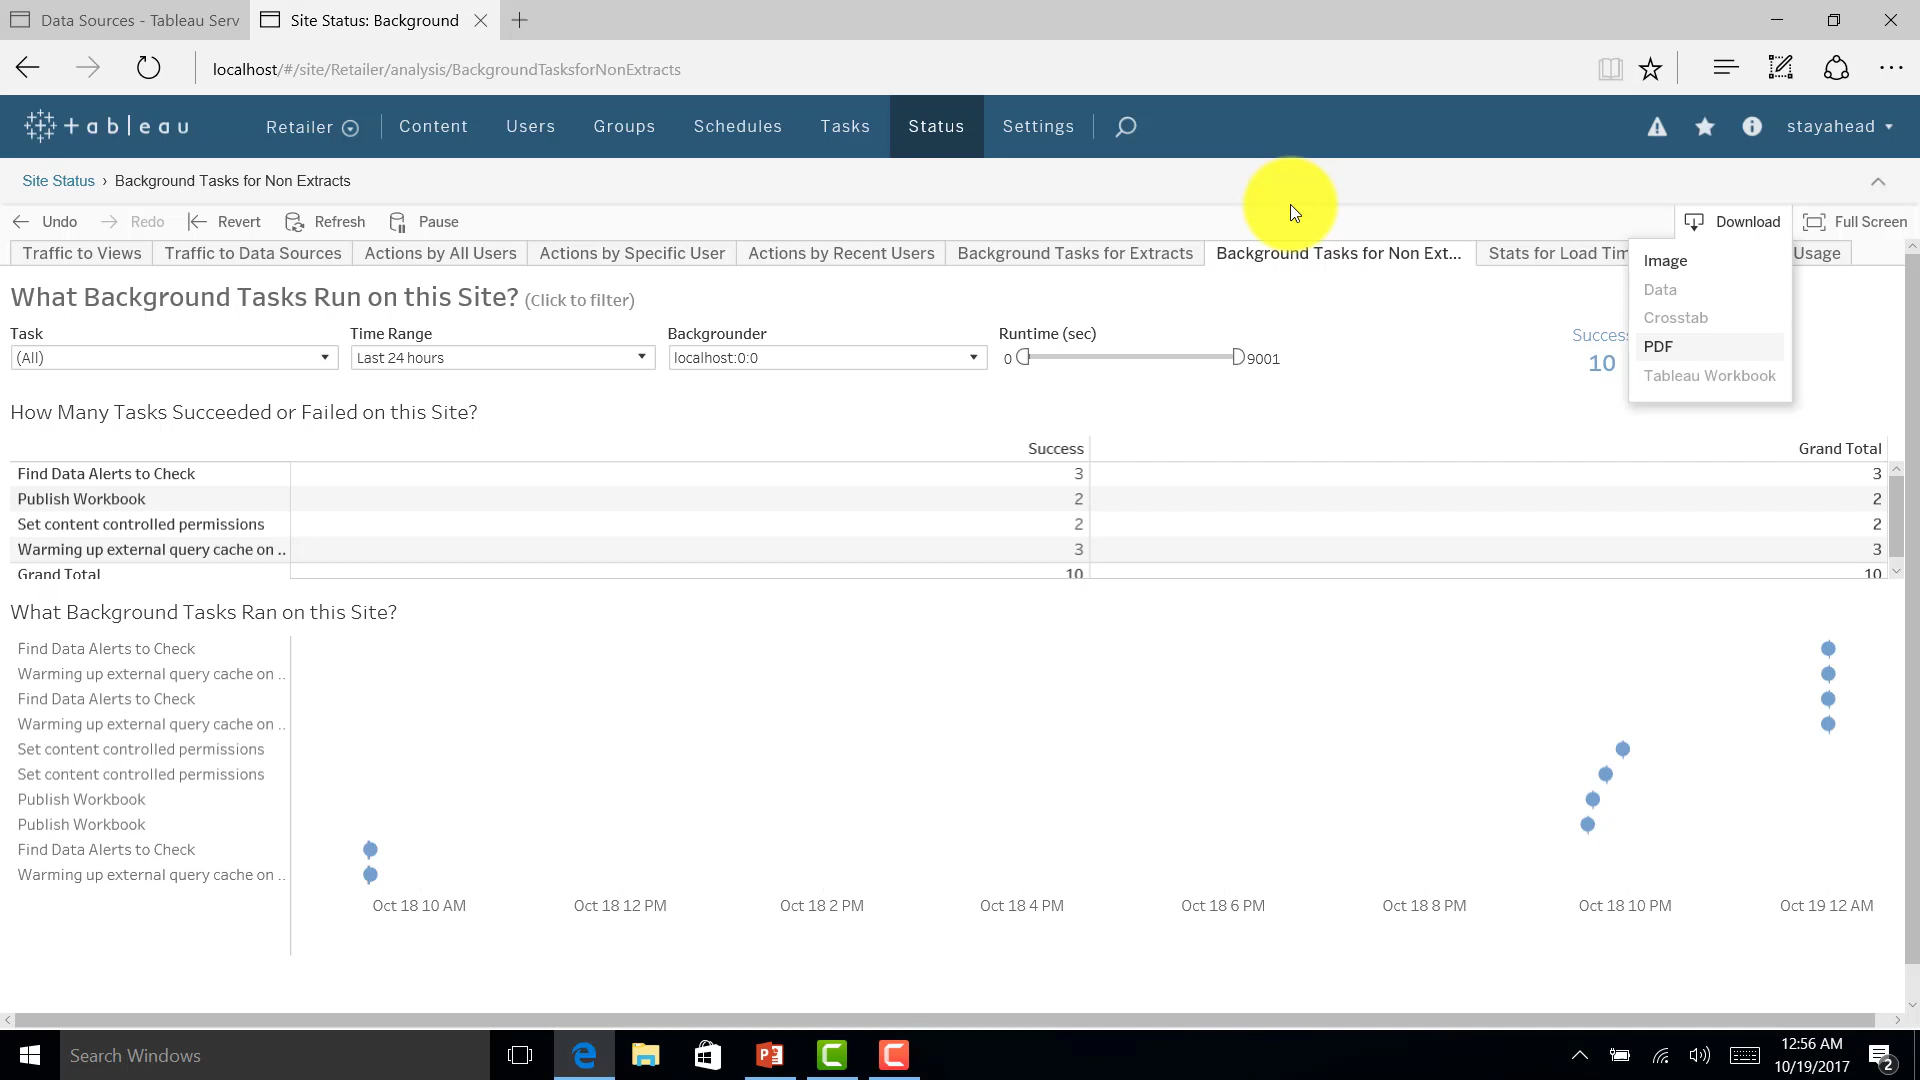 Data Sources - Tableau Serv
Site Status: Background
localhost/#/site/Retailer/analysis/BackgroundTasksforNonExtracts
+ableau
Retailer
Content
Users
Groups
Schedules
Tasks
Status
Settings
stayahead
Site Status › Background Tasks for Non Extracts
Undo
Redo
Revert
Refresh
Pause
Download
Full Screen
Traffic to Views
Traffic to Data Sources
Actions by All Users
Actions by Specific User
Actions by Recent Users
Background Tasks for Extracts
Background Tasks for Non Ext...
Stats for Load Tim
Usage
Image
Data
Crosstab
PDF
Tableau Workbook
What Background Tasks Run on this Site? (Click to filter)
Task
Time Range
Backgrounder
Runtime (sec)
Success
(All)
Last 24 hours
localhost:0:0
0
9001
10
How Many Tasks Succeeded or Failed on this Site?
Success
Grand Total
Find Data Alerts to Check 3 3
Publish Workbook 2 2
Set content controlled permissions 2 2
Warming up external query cache on .. 3 3
Grand Total 10 10
What Background Tasks Ran on this Site?
Find Data Alerts to Check
Warming up external query cache on ..
Find Data Alerts to Check
Warming up external query cache on ..
Set content controlled permissions
Set content controlled permissions
Publish Workbook
Publish Workbook
Find Data Alerts to Check
Warming up external query cache on ..
Oct 18 10 AM
Oct 18 12 PM
Oct 18 2 PM
Oct 18 4 PM
Oct 18 6 PM
Oct 18 8 PM
Oct 18 10 PM
Oct 19 12 AM
Search Windows
12:56 AM
10/19/2017
2